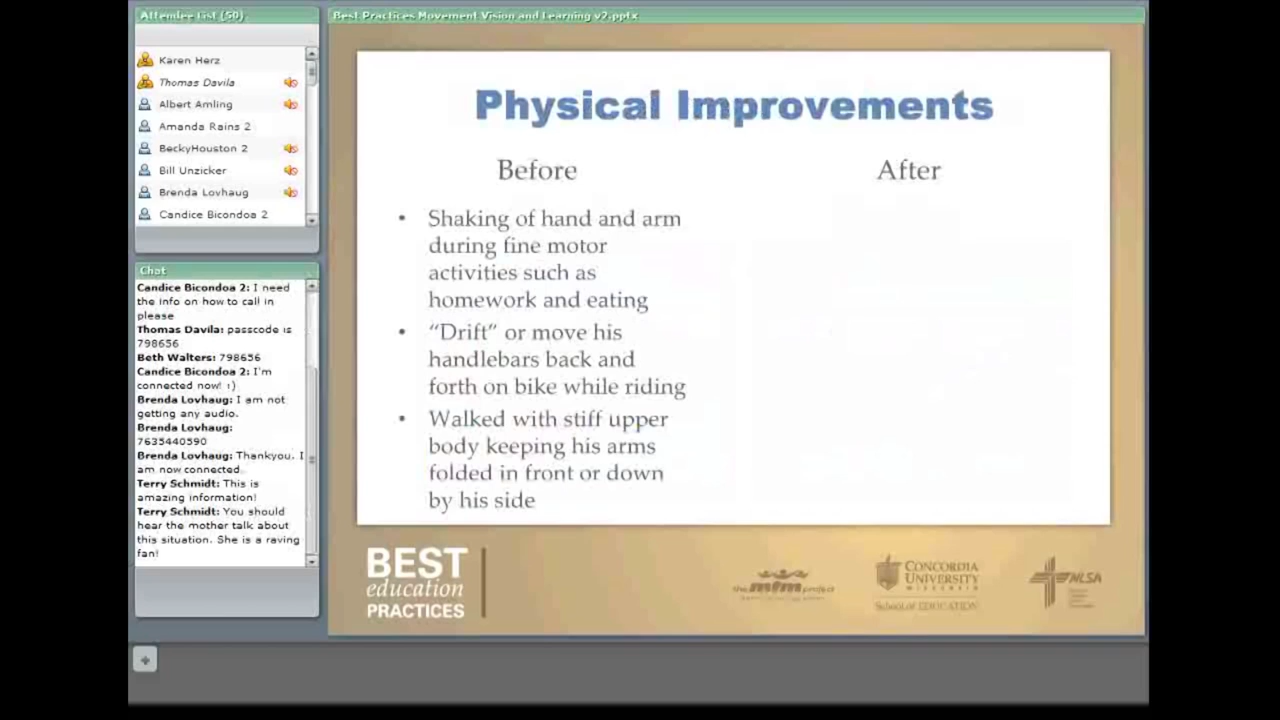 Attendee List (50)
Karen Herz
Thomas Davila
Albert Amling
Amanda Rains 2
BeckyHouston 2
Bill Unzicker
Brenda Lovhaug
Candice Bicondoa 2
Chat
Candice Bicondoa 2: I need
the info on how to call in
please
Thomas Davila: passcode is
798656
Beth Walters: 798656
Candice Bicondoa 2: I'm
connected now! :)
Brenda Lovhaug: I am not
getting any audio.
Brenda Lovhaug:
7635440590
Brenda Lovhaug: Thankyou. I
am now connected.
Terry Schmidt: This is
amazing information!
Terry Schmidt: You should
hear the mother talk about
this situation. She is a raving
fan!
Best Practices Movement Vision and Learning v2.pptx
Physical Improvements
Before
After
• Shaking of hand and arm
during fine motor
activities such as
homework and eating
• “Drift” or move his
handlebars back and
forth on bike while riding
• Walked with stiff upper
body keeping his arms
folded in front or down
by his side
BEST
education
PRACTICES
the mfm project
CONCORDIA
UNIVERSITY
WISCONSIN
School of EDUCATION
NLSA